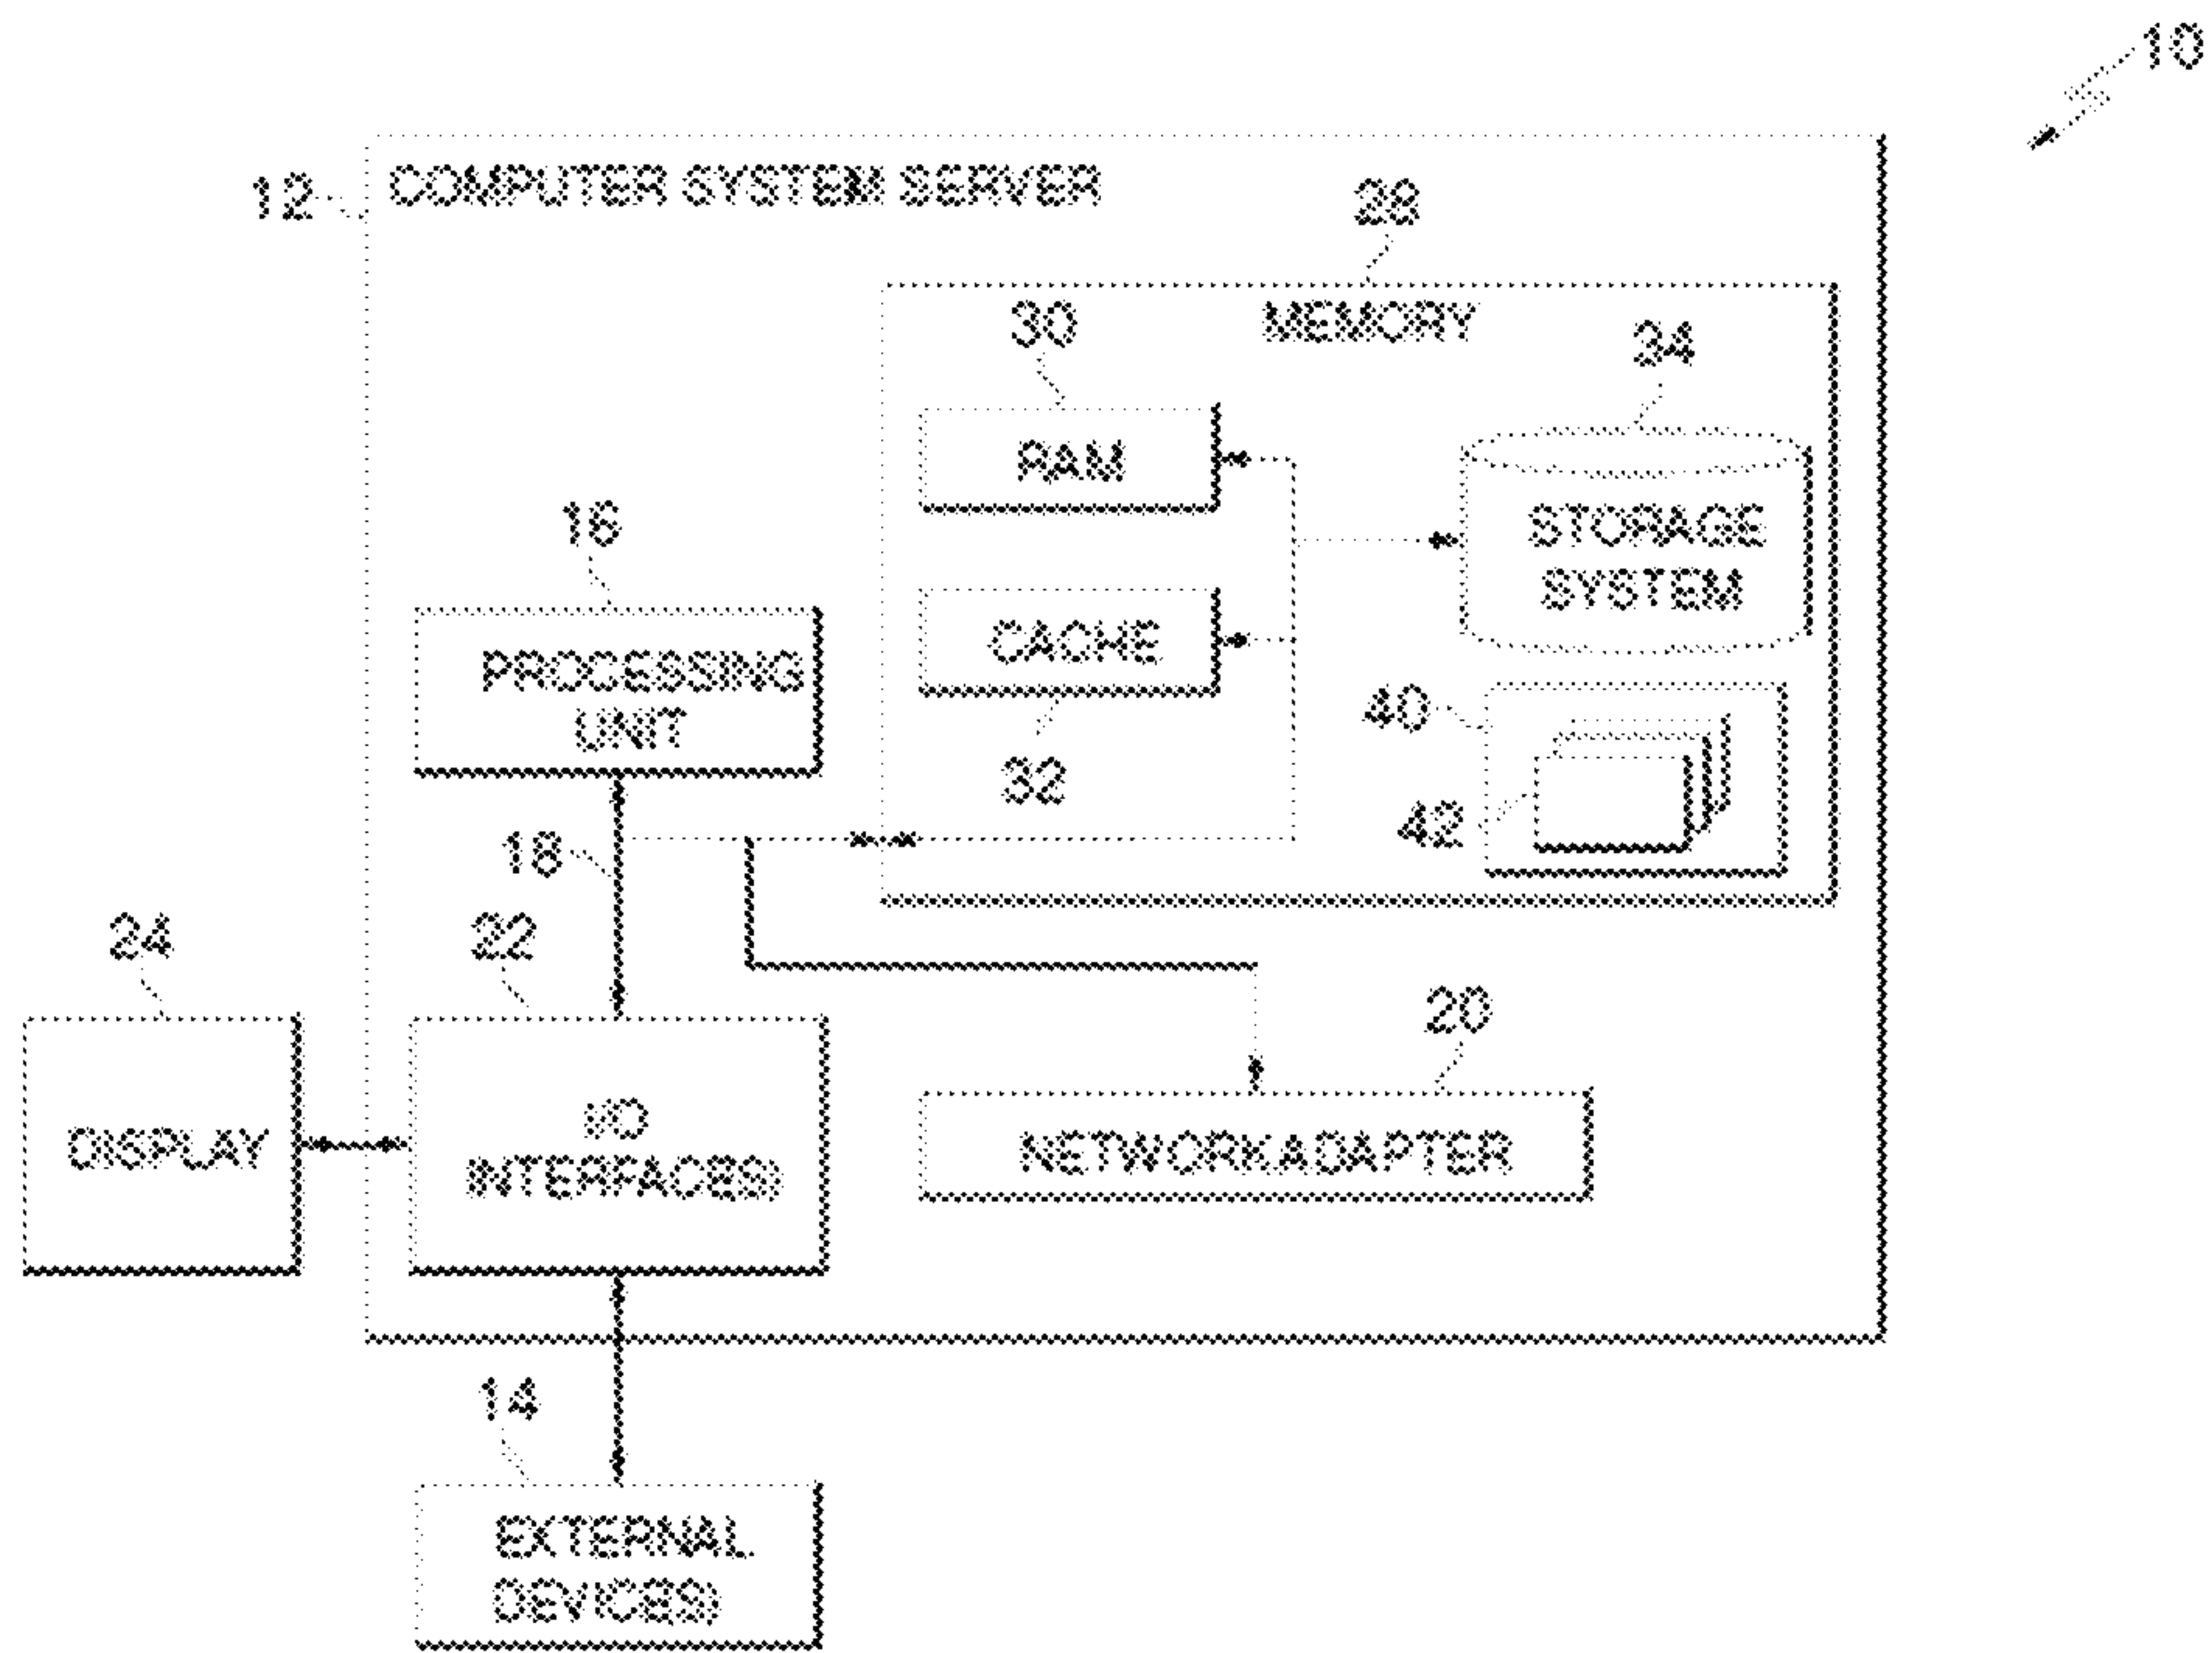 10
12
COMPUTER SYSTEM SERVER
28
MEMORY
30
34
RAM
STORAGE
SYSTEM
16
CACHE
PROCESSING
UNIT
40
32
42
18
24
22
20
DISPLAY
I/O
INTERFACE(S)
NETWORK ADAPTER
14
EXTERNAL
DEVICE(S)